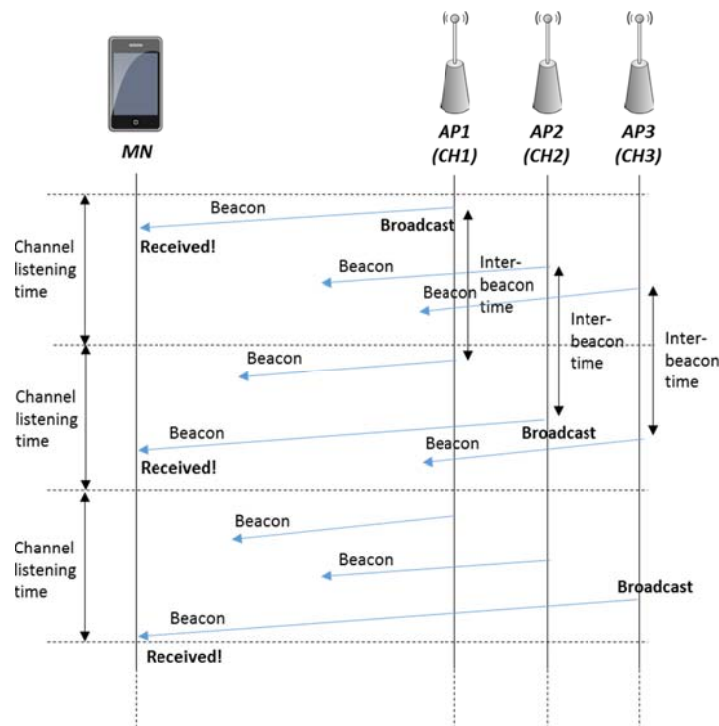 MN
AP1
(CH1)
AP2
(CH2)
AP3
(CH3)
Beacon
Broadcast
Received!
Channel
listening
time
Beacon
Inter-
beacon
time
Beacon
Inter-
beacon
time
Inter-
beacon
time
Beacon
Channel
listening
time
Beacon
Broadcast
Beacon
Received!
Beacon
Channel
listening
time
Beacon
Broadcast
Beacon
Received!